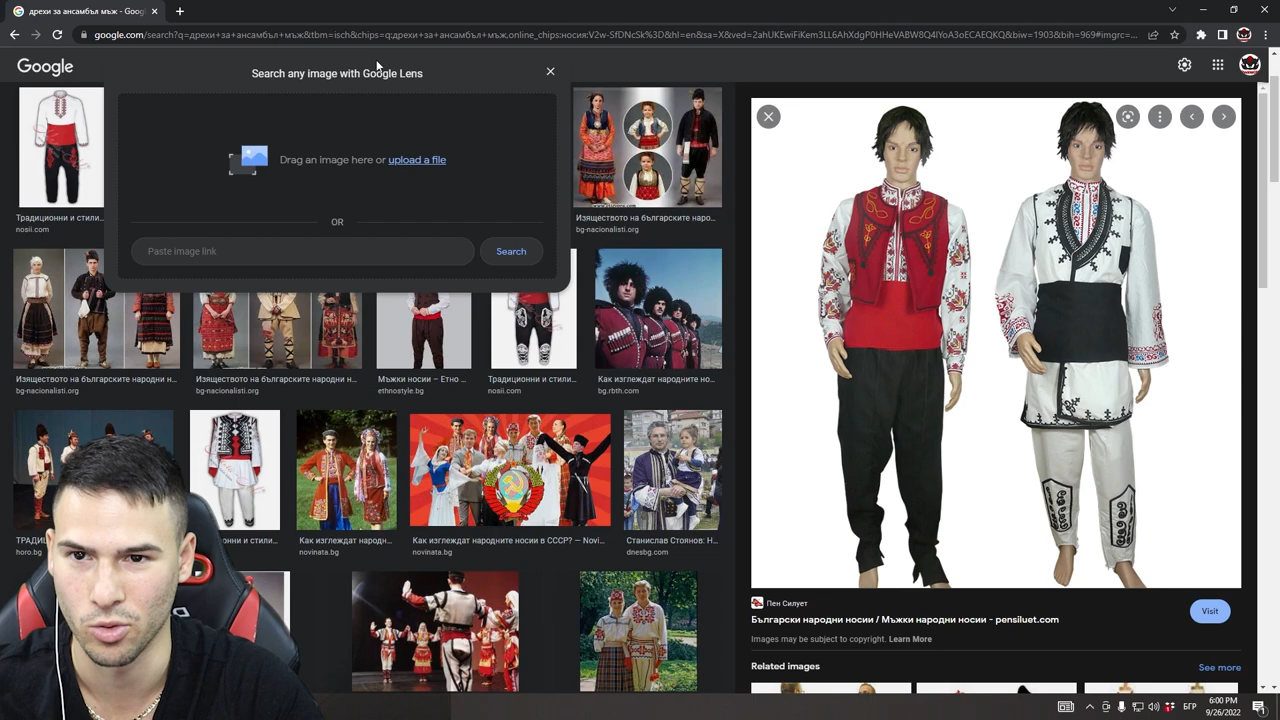 дрехи за ансамбъл мъж - Googl
google.com/search?q=дрехи+за+ансамбъл+мъж&tbm=isch&chips=q:дрехи+за+ансамбъл+мъж,online_chips:носия:V2w-SfDNcSk%3D&hl=en&sa=X&ved=2ahUKEwiFiKem3LL6AhXdgP0HHeVABW8Q4lYoA3oECAEQKQ&biw=1903&bih=969#imgrc=...
Google
Search any image with Google Lens
Drag an image here or upload a file
OR
Paste image link
Search
Традиционни и стили...
nosii.com
Изяществото на българските наро...
bg-nacionalisti.org
Изяществото на българските народни н...
bg-nacionalisti.org
Изяществото на българските народни н...
bg-nacionalisti.org
Мъжки носии – Етно ...
ethnostyle.bg
Традиционни и стили...
nosii.com
Как изглеждат народните но...
bg.rbth.com
ТРАДИ
horo.bg
онни и стили...
Как изглеждат народн...
novinata.bg
Как изглеждат народните носии в СССР? — Novi...
novinata.bg
Станислав Стоянов: Н...
dnesbg.com
Пен Силует
Visit
Български народни носии / Мъжки народни носии - pensiluet.com
Images may be subject to copyright. Learn More
Related images
See more
БГР
6:00 PM
9/26/2022